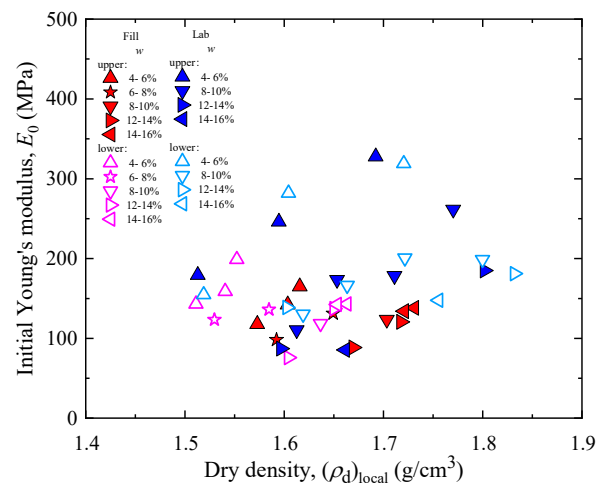 500
400
300
200
100
0
Initial Young's modulus, E₀ (MPa)
Fill Lab
w w
upper: upper:
4- 6% 4- 6%
6- 8% 8-10%
8-10% 12-14%
12-14% 14-16%
14-16%
lower: lower:
4- 6% 4- 6%
6- 8% 8-10%
8-10% 12-14%
12-14% 14-16%
14-16%
1.4 1.5 1.6 1.7 1.8 1.9
Dry density, (ρd)local (g/cm³)